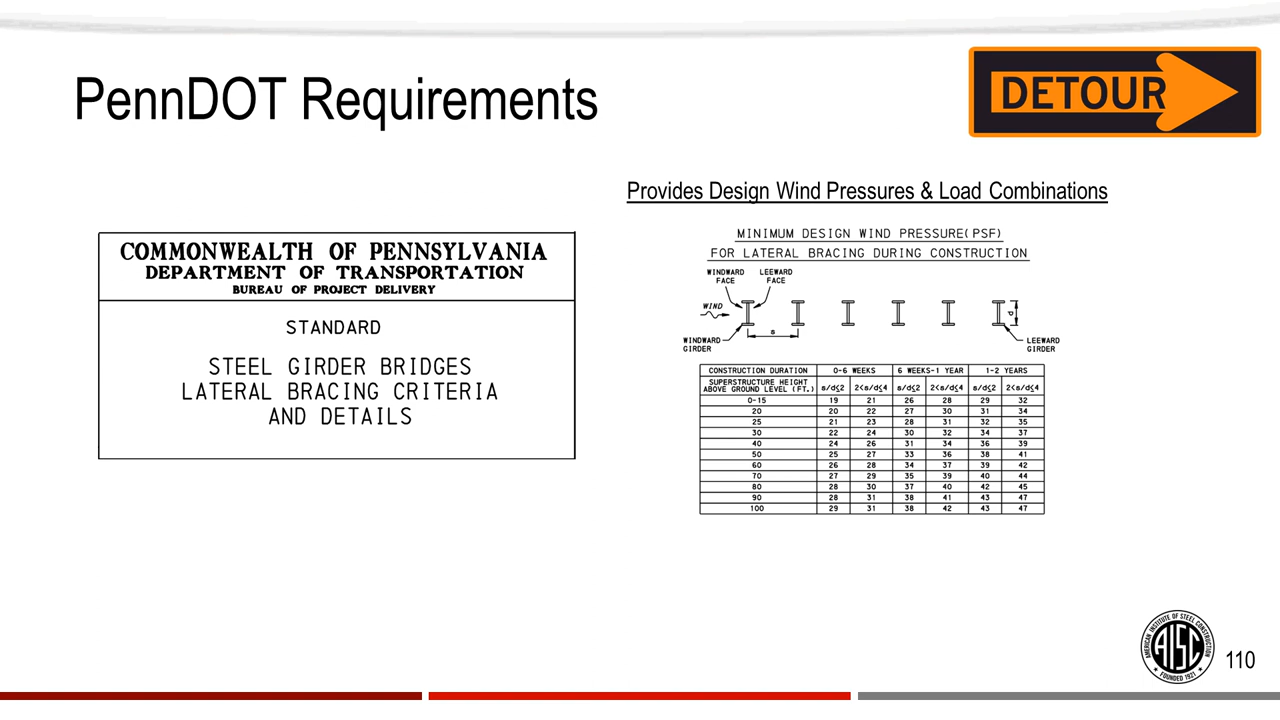 PennDOT Requirements
DETOUR
Provides Design Wind Pressures & Load Combinations
COMMONWEALTH OF PENNSYLVANIA
DEPARTMENT OF TRANSPORTATION
BUREAU OF PROJECT DELIVERY
STANDARD
STEEL GIRDER BRIDGES
LATERAL BRACING CRITERIA
AND DETAILS
MINIMUM DESIGN WIND PRESSURE(PSF)
FOR LATERAL BRACING DURING CONSTRUCTION
WINDWARD FACE
LEEWARD FACE
WIND
s
d
WINDWARD GIRDER
LEEWARD GIRDER
CONSTRUCTION DURATION 0-6 WEEKS 6 WEEKS-1 YEAR 1-2 YEARS
SUPERSTRUCTURE HEIGHT ABOVE GROUND LEVEL (FT.) s/d≤2 2<s/d≤4 s/d≤2 2<s/d≤4 s/d≤2 2<s/d≤4
0-15 19 21 26 28 29 32
20 20 22 27 30 31 34
25 21 23 28 31 32 35
30 22 24 30 32 34 37
40 24 26 31 34 36 39
50 25 27 33 36 38 41
60 26 28 34 37 39 42
70 27 29 35 39 40 44
80 28 30 37 40 42 45
90 28 31 38 41 43 47
100 29 31 38 42 43 47
AMERICAN INSTITUTE OF STEEL CONSTRUCTION
AISC
FOUNDED 1921
110